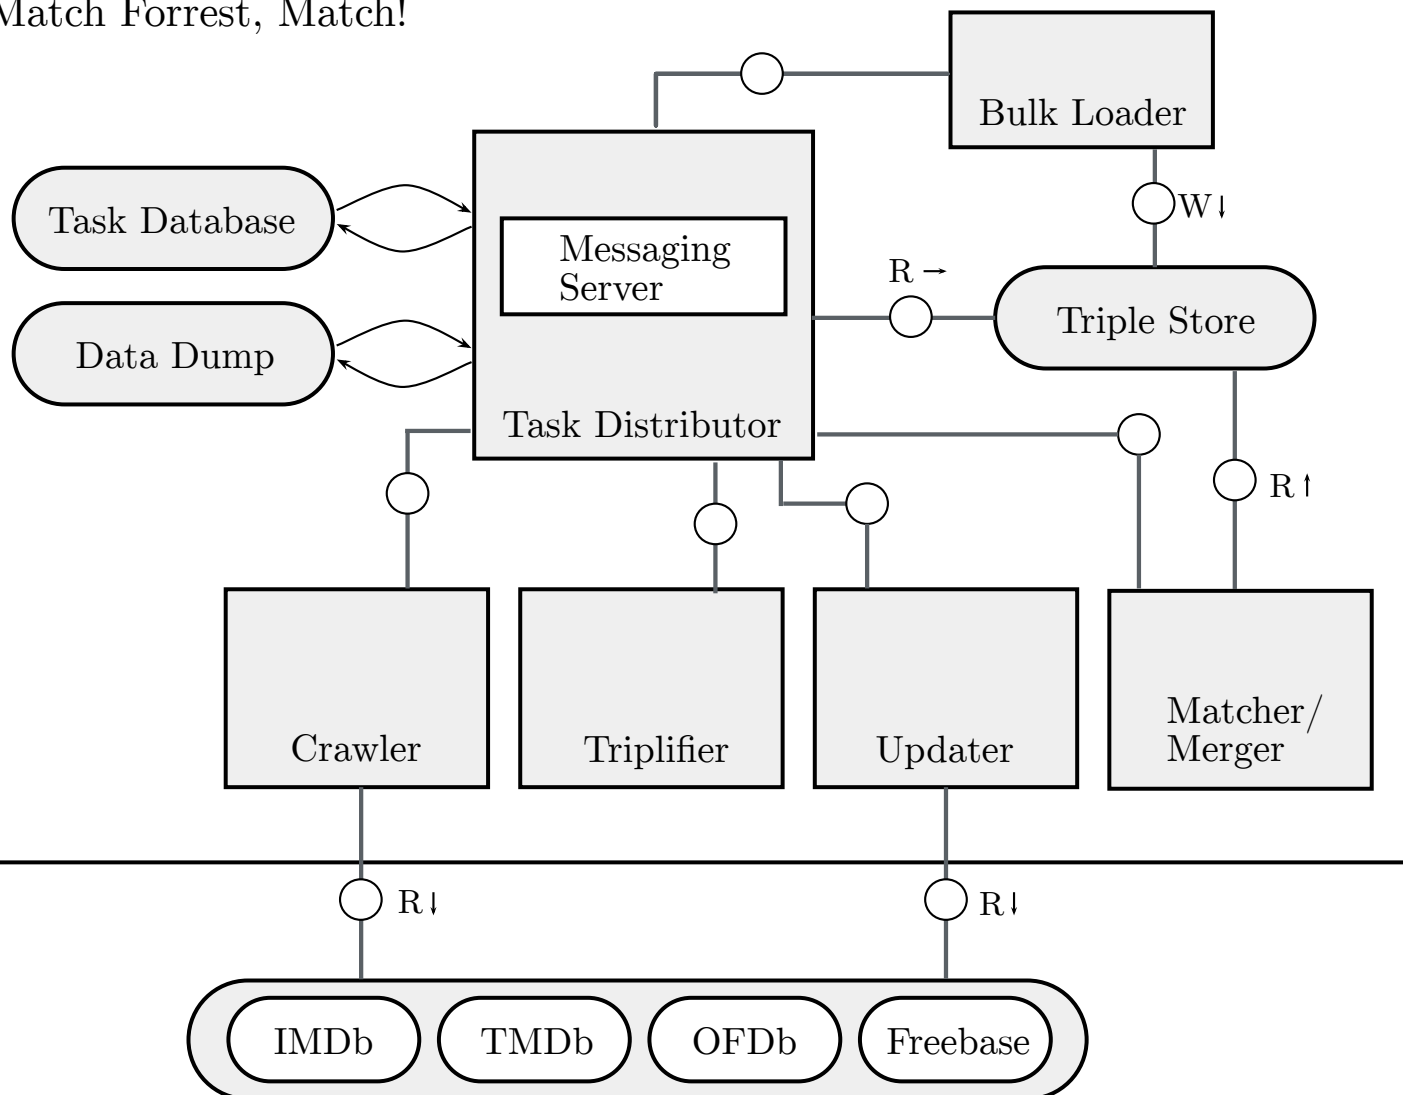 Match Forrest, Match!
Bulk Loader
W↓
Task Database
Messaging
Server
R→
Triple Store
Data Dump
Task Distributor
R↑
Crawler
Triplifier
Updater
Matcher/
Merger
R↓
R↓
IMDb
TMDb
OFDb
Freebase